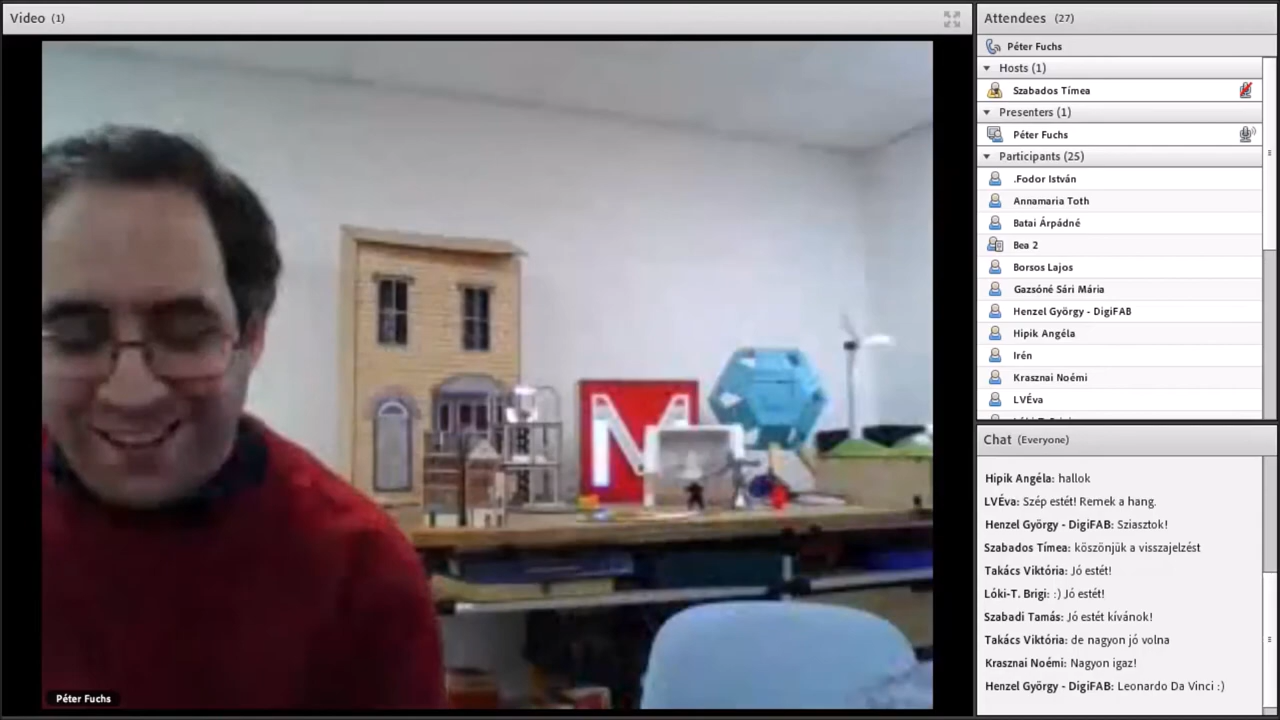 Video (1)
M
Péter Fuchs
Attendees (27)
Péter Fuchs
Hosts (1)
Szabados Tímea
Presenters (1)
Péter Fuchs
Participants (25)
.Fodor István
Annamaria Toth
Batai Árpádné
Bea 2
Borsos Lajos
Gazsóné Sári Mária
Henzel György - DigiFAB
Hipik Angéla
Irén
Krasznai Noémi
LVÉva
Chat (Everyone)
Hipik Angéla: hallok
LVÉva: Szép estét! Remek a hang.
Henzel György - DigiFAB: Sziasztok!
Szabados Tímea: köszönjük a visszajelzést
Takács Viktória: Jó estét!
Lóki-T. Brigi: :) Jó estét!
Szabadi Tamás: Jó estét kívánok!
Takács Viktória: de nagyon jó volna
Krasznai Noémi: Nagyon igaz!
Henzel György - DigiFAB: Leonardo Da Vinci :)